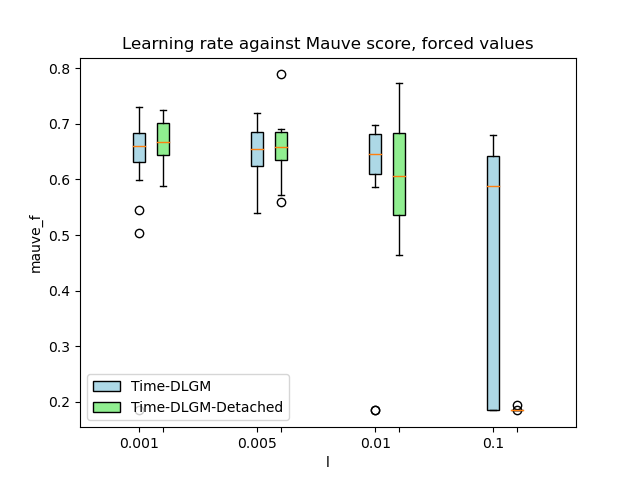 Learning rate against Mauve score, forced values
mauve_f
0.8
0.7
0.6
0.5
0.4
0.3
0.2
Time-DLGM
Time-DLGM-Detached
0.001
0.005
0.01
0.1
l